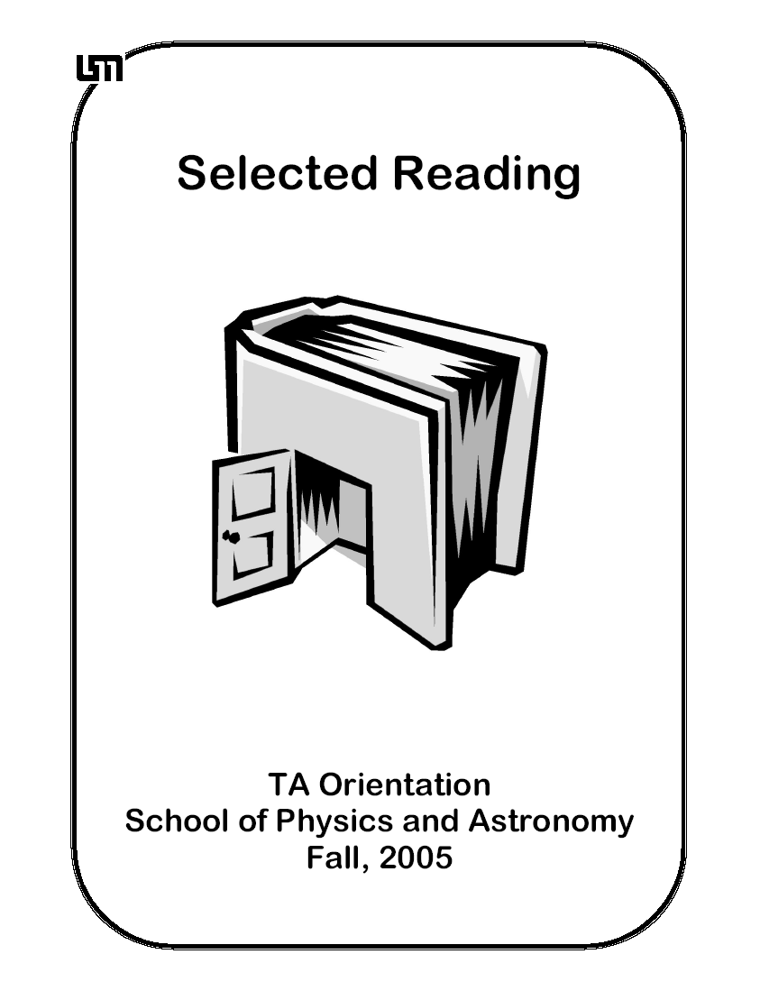 Selected Reading
TA Orientation
School of Physics and Astronomy
Fall, 2005